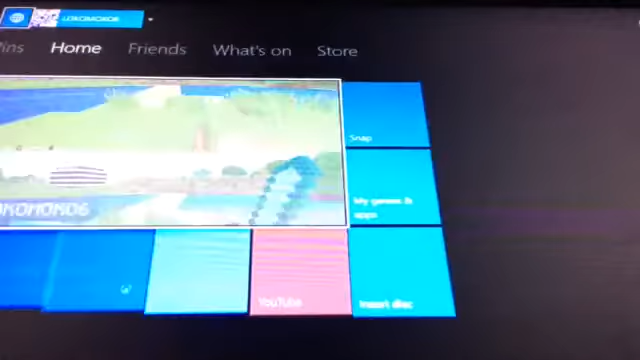 Home Friends What's on Store
Snap
My games &
apps
YouTube
Insert disc